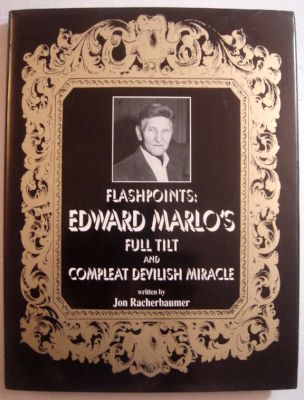 FLASHPOINTS:
EDWARD MARLO'S
FULL TILT
AND
COMPLEAT DEVILISH MIRACLE
written by
Jon Racherbaumer